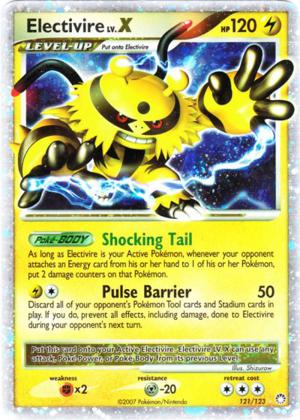 Electivire LV.X HP 120
LEVEL-UP Put onto Electivire
Poké-BODY Shocking Tail
As long as Electivire is your Active Pokémon, whenever your opponent
attaches an Energy card from his or her hand to 1 of his or her Pokémon,
put 2 damage counters on that Pokémon.
Pulse Barrier 50
Discard all of your opponent's Pokémon Tool cards and Stadium cards in
play. If you do, prevent all effects, including damage, done to Electivire
during your opponent's next turn.
Put this card onto your Active Electivire. Electivire LV.X can use any
attack, Poké-Power, or Poké-Body from its previous Level.
Illus. Shizurow
weakness resistance retreat cost
×2 -20
©2007 Pokémon/Nintendo 121/123